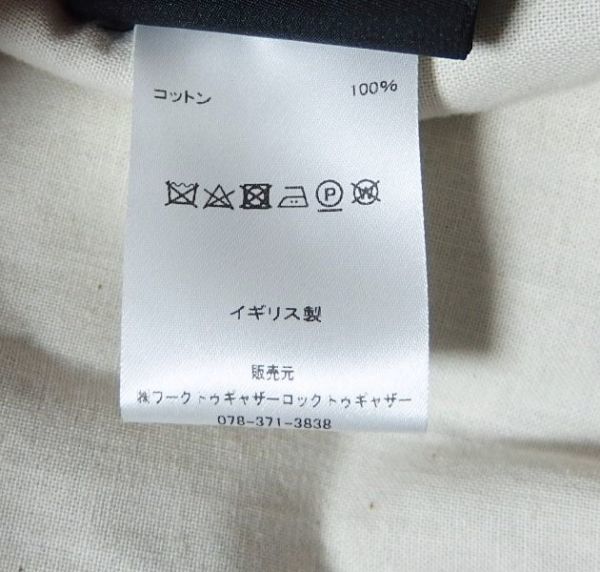 コットン 100%
P W
イギリス製
販売元
㈱フークトゥギャザーロックトゥギャザー
078-371-3838